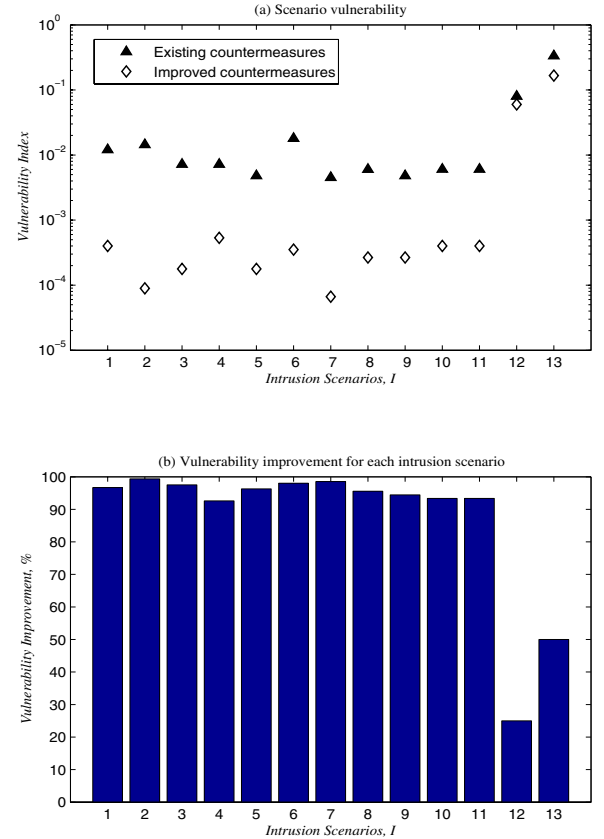 (a) Scenario vulnerability
10^0
10^−1
10^−2
10^−3
10^−4
10^−5
Vulnerability Index
Existing countermeasures
Improved countermeasures
1 2 3 4 5 6 7 8 9 10 11 12 13
Intrusion Scenarios, I
(b) Vulnerability improvement for each intrusion scenario
100
90
80
70
60
50
40
30
20
10
0
Vulnerability Improvement, %
1 2 3 4 5 6 7 8 9 10 11 12 13
Intrusion Scenarios, I